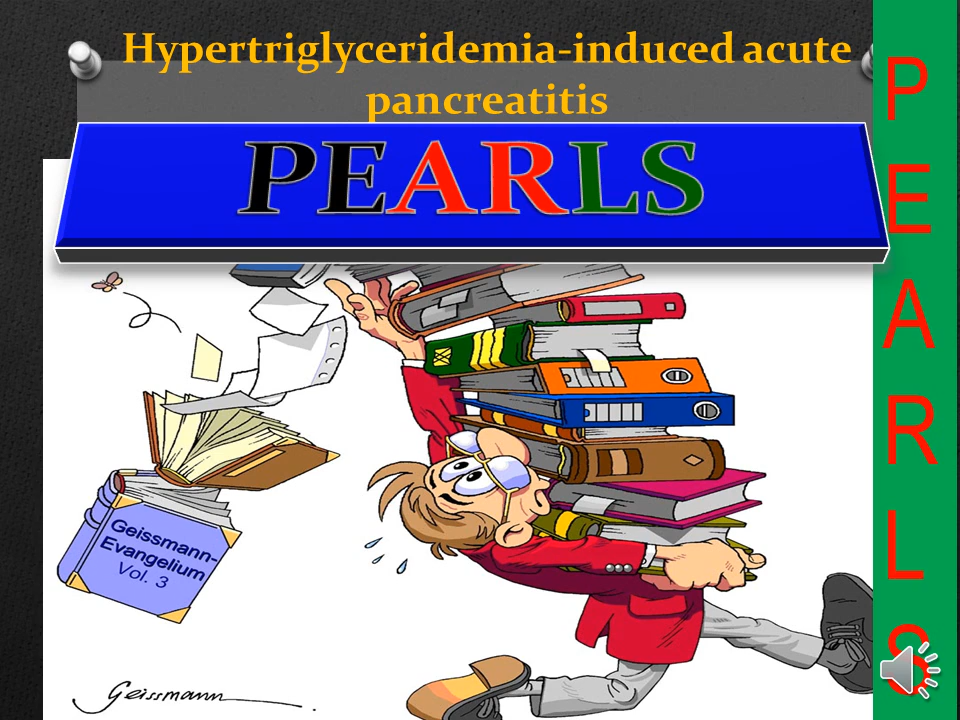 Hypertriglyceridemia-induced acute
pancreatitis
PEARLS
P
E
A
R
L
S
Geissmann-
Evangelium
Vol. 3
Geissmann